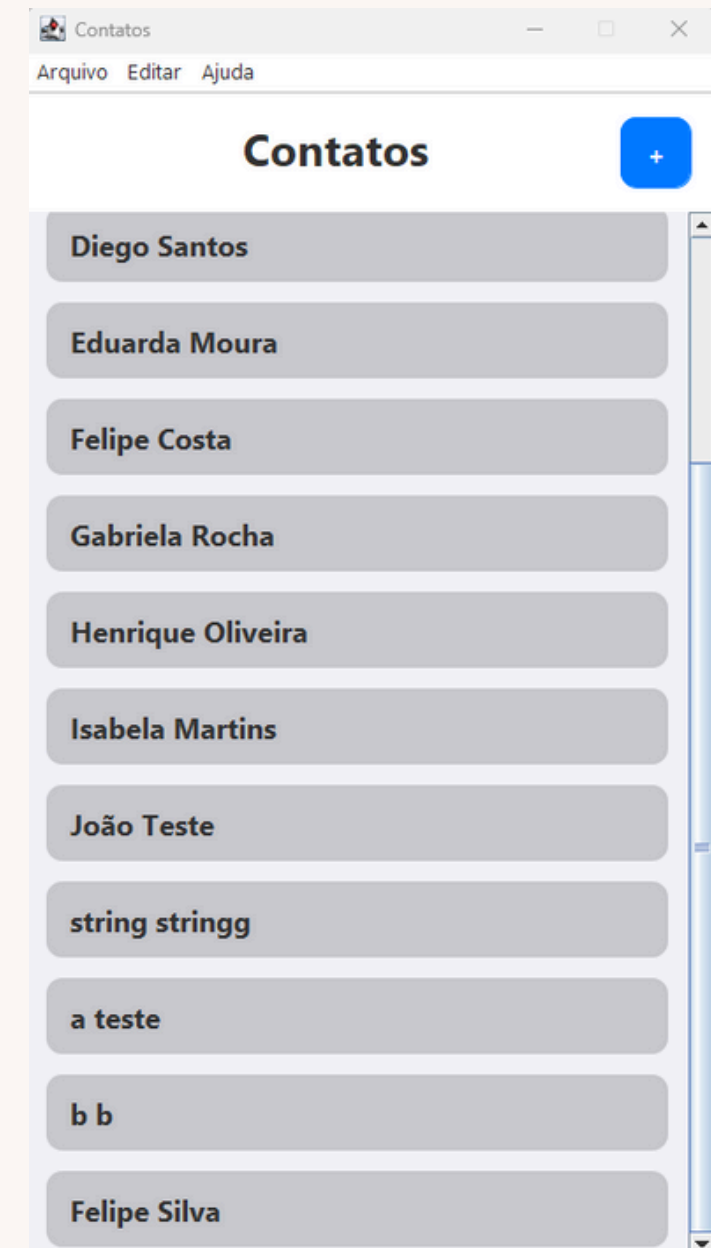 Contatos
Arquivo Editar Ajuda
Contatos
+
Diego Santos
Eduarda Moura
Felipe Costa
Gabriela Rocha
Henrique Oliveira
Isabela Martins
João Teste
string stringg
a teste
b b
Felipe Silva